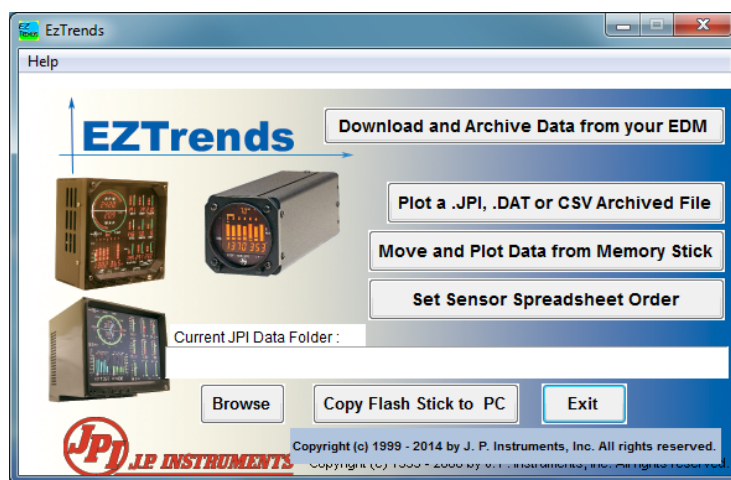 EzTrends
Help
EZTrends
Download and Archive Data from your EDM
Plot a .JPI, .DAT or CSV Archived File
Move and Plot Data from Memory Stick
Set Sensor Spreadsheet Order
Current JPI Data Folder :
Browse
Copy Flash Stick to PC
Exit
JPI
J.P INSTRUMENTS
Copyright (c) 1999 - 2014 by J. P. Instruments, Inc. All rights reserved.